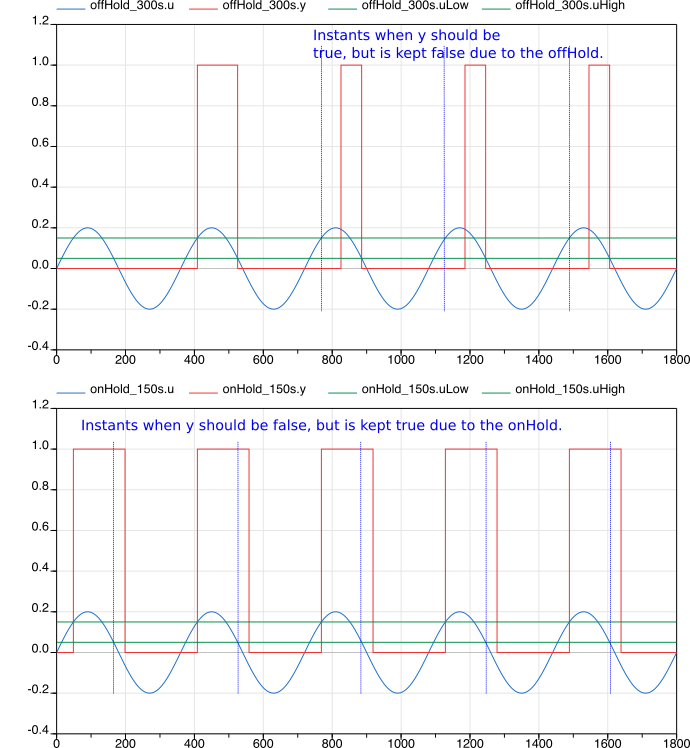 offHold_300s.u offHold_300s.y offHold_300s.uLow offHold_300s.uHigh
1.2
Instants when y should be
true, but is kept false due to the offHold.
1.0
0.8
0.6
0.4
0.2
0.0
-0.2
-0.4
0 200 400 600 800 1000 1200 1400 1600 1800
onHold_150s.u onHold_150s.y onHold_150s.uLow onHold_150s.uHigh
1.2
Instants when y should be false, but is kept true due to the onHold.
1.0
0.8
0.6
0.4
0.2
0.0
-0.2
-0.4
0 200 400 600 800 1000 1200 1400 1600 1800